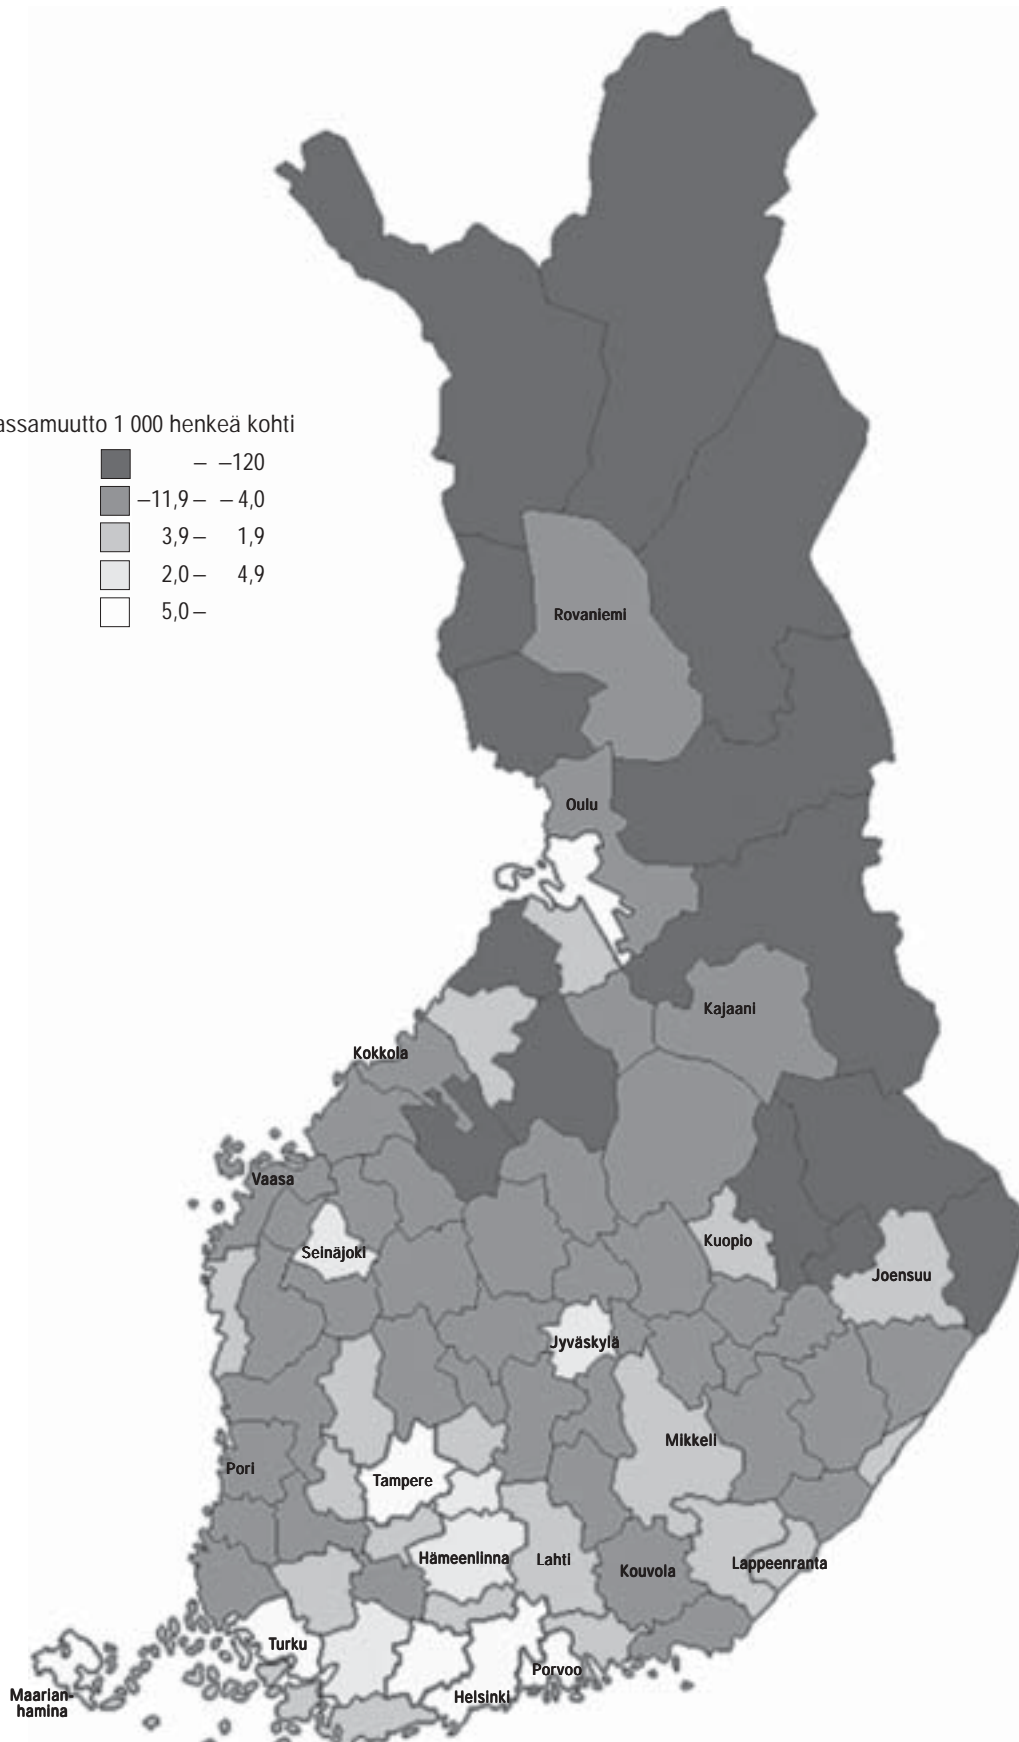 assamuutto 1 000 henkeä kohti
– –120
–11,9 – – 4,0
3,9 – 1,9
2,0 – 4,9
5,0 –
Rovaniemi
Oulu
Kajaani
Kokkola
Vaasa
Seinäjoki
Kuopio
Joensuu
Jyväskylä
Mikkeli
Pori
Tampere
Hämeenlinna
Lahti
Kouvola
Lappeenranta
Turku
Porvoo
Helsinki
Maarian-
hamina